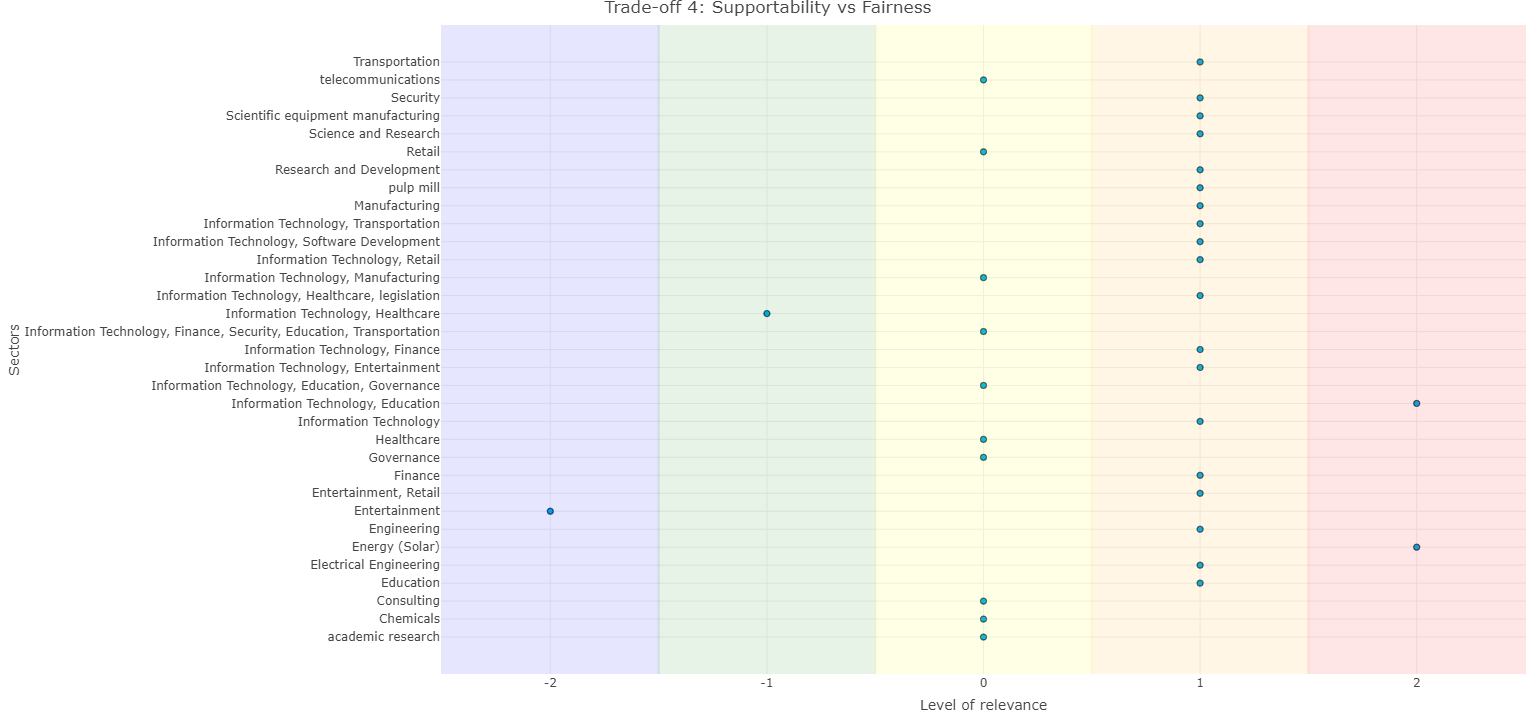 Trade-off 4: Supportability vs Fairness
Transportation
telecommunications
Security
Scientific equipment manufacturing
Science and Research
Retail
Research and Development
pulp mill
Manufacturing
Information Technology, Transportation
Information Technology, Software Development
Information Technology, Retail
Information Technology, Manufacturing
Information Technology, Healthcare, legislation
Information Technology, Healthcare
Information Technology, Finance, Security, Education, Transportation
Information Technology, Finance
Information Technology, Entertainment
Information Technology, Education, Governance
Information Technology, Education
Information Technology
Healthcare
Governance
Finance
Entertainment, Retail
Entertainment
Engineering
Energy (Solar)
Electrical Engineering
Education
Consulting
Chemicals
academic research
Sectors
-2 -1 0 1 2
Level of relevance